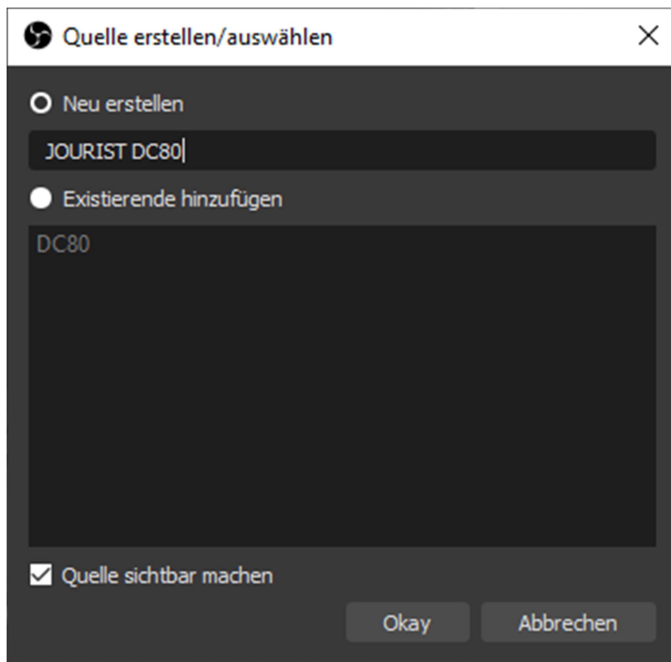 Quelle erstellen/auswählen
Neu erstellen
JOURIST DC80
Existierende hinzufügen
DC80
Quelle sichtbar machen
Okay Abbrechen